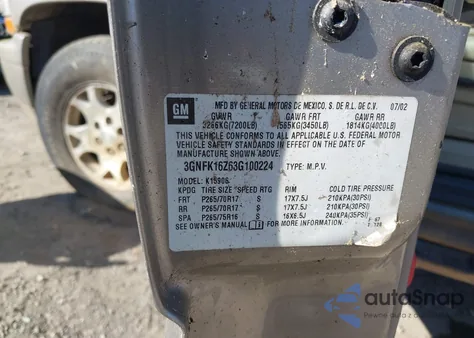 GM
MFD BY GENERAL MOTORS DE MEXICO, S. DE R.L. DE C.V. 07/02
GVWR GAWR FRT GAWR RR
3266KG(7200LB) 1565KG(3450LB) 1814KG(4000LB)
THIS VEHICLE CONFORMS TO ALL APPLICABLE U.S. FEDERAL MOTOR
VEHICLE SAFETY STANDARDS IN EFFECT ON THE DATE OF
MANUFACTURE SHOWN ABOVE.
3GNFK16Z63G100224 TYPE: M.P.V.
MODEL: K15906
KPDG TIRE SIZE SPEED RTG RIM COLD TIRE PRESSURE
FRT P265/70R17 S 17X7.5J 210KPA(30PSI)
RR P265/70R17 S 17X7.5J 210KPA(30PSI)
SPA P265/75R16 S 16X6.5J 240KPA(35PSI)
SEE OWNER'S MANUAL FOR MORE INFORMATION.
autoSnap